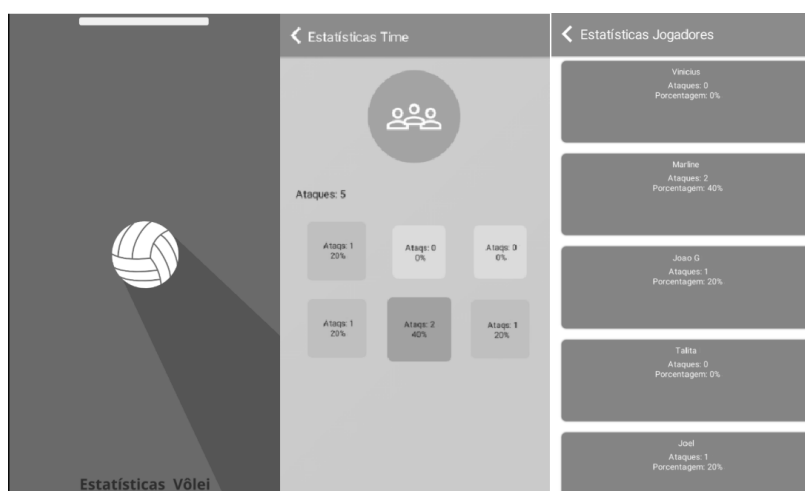 Estatísticas Vôlei
Estatísticas Time
Ataques: 5
Ataqs: 1
20%
Ataqs: 0
0%
Ataqs: 0
0%
Ataqs: 1
20%
Ataqs: 2
40%
Ataqs: 1
20%
Estatísticas Jogadores
Vinicius
Ataques: 0
Porcentagem: 0%
Marline
Ataques: 2
Porcentagem: 40%
Joao G
Ataques: 1
Porcentagem: 20%
Talita
Ataques: 0
Porcentagem: 0%
Joel
Ataques: 1
Porcentagem: 20%